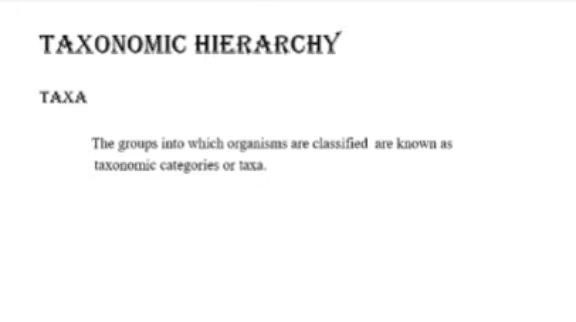 TAXONOMIC HIERARCHY
TAXA
The groups into which organisms are classified are known as
taxonomic categories or taxa.